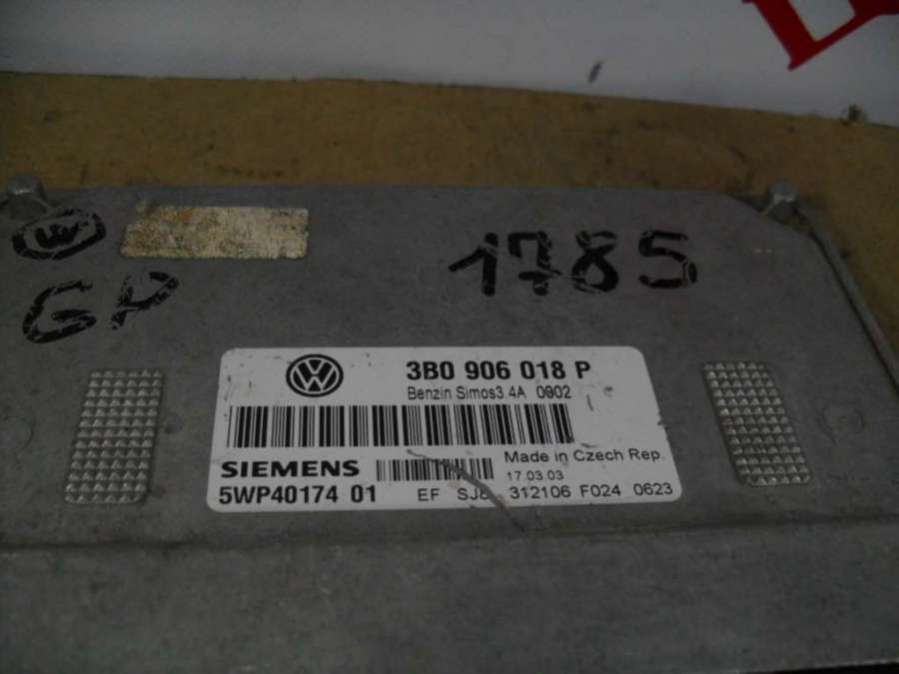 1785
GP
3B0 906 018 P
Benzin Simos3.4A 0902
Made in Czech Rep.
SIEMENS
17.03.03
5WP40174 01 EF 312106 F024 0623